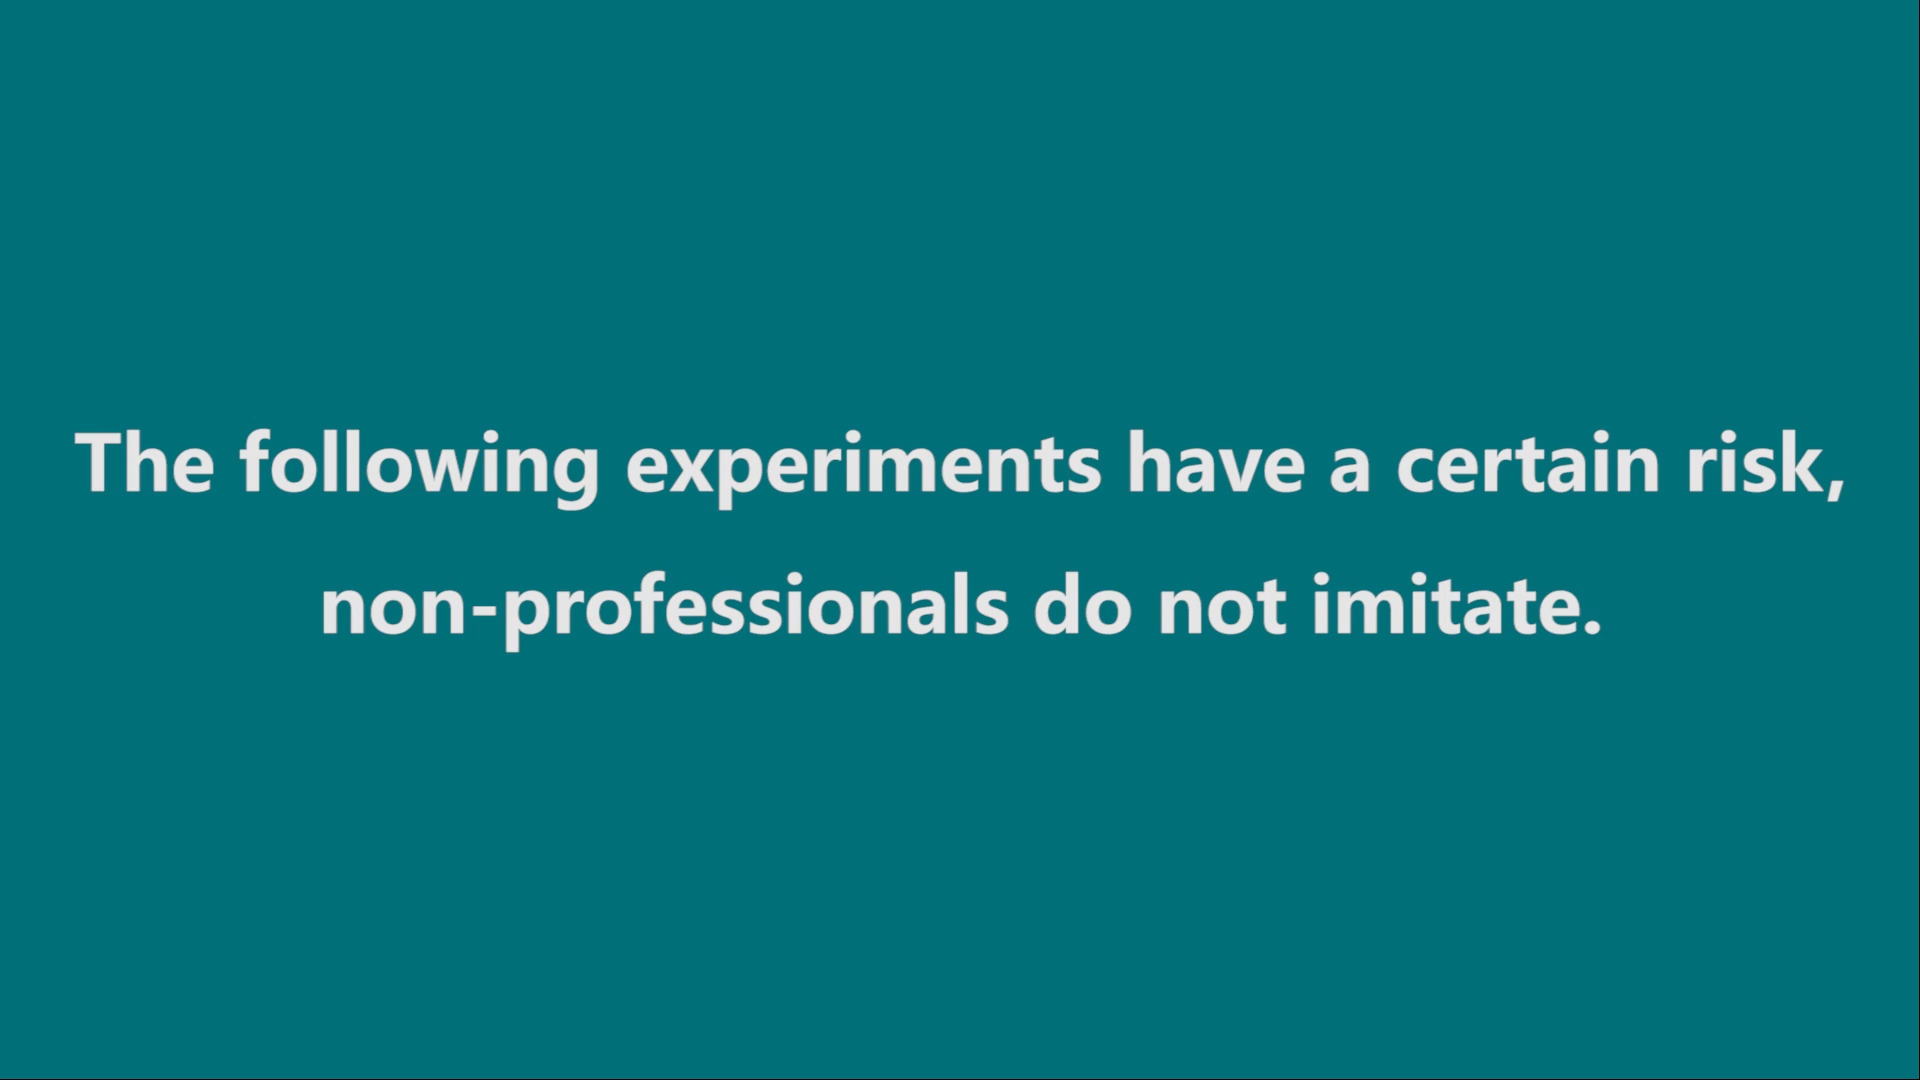 The following experiments have a certain risk,
non-professionals do not imitate.